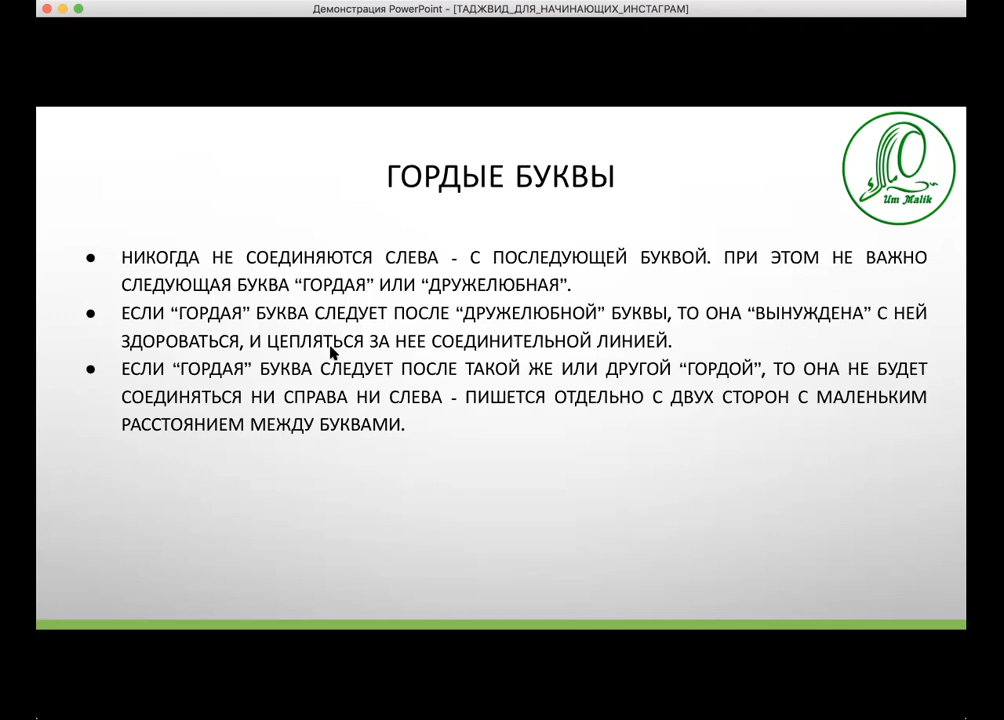 Демонстрация PowerPoint - [ТАДЖВИД_ДЛЯ_НАЧИНАЮЩИХ_ИНСТАГРАМ]
ГОРДЫЕ БУКВЫ
Um Malik
● НИКОГДА НЕ СОЕДИНЯЮТСЯ СЛЕВА - С ПОСЛЕДУЮЩЕЙ БУКВОЙ. ПРИ ЭТОМ НЕ ВАЖНО
СЛЕДУЮЩАЯ БУКВА “ГОРДАЯ” ИЛИ “ДРУЖЕЛЮБНАЯ”.
● ЕСЛИ “ГОРДАЯ” БУКВА СЛЕДУЕТ ПОСЛЕ “ДРУЖЕЛЮБНОЙ” БУКВЫ, ТО ОНА “ВЫНУЖДЕНА” С НЕЙ
ЗДОРОВАТЬСЯ, И ЦЕПЛЯТЬСЯ ЗА НЕЕ СОЕДИНИТЕЛЬНОЙ ЛИНИЕЙ.
● ЕСЛИ “ГОРДАЯ” БУКВА СЛЕДУЕТ ПОСЛЕ ТАКОЙ ЖЕ ИЛИ ДРУГОЙ “ГОРДОЙ”, ТО ОНА НЕ БУДЕТ
СОЕДИНЯТЬСЯ НИ СПРАВА НИ СЛЕВА - ПИШЕТСЯ ОТДЕЛЬНО С ДВУХ СТОРОН С МАЛЕНЬКИМ
РАССТОЯНИЕМ МЕЖДУ БУКВАМИ.